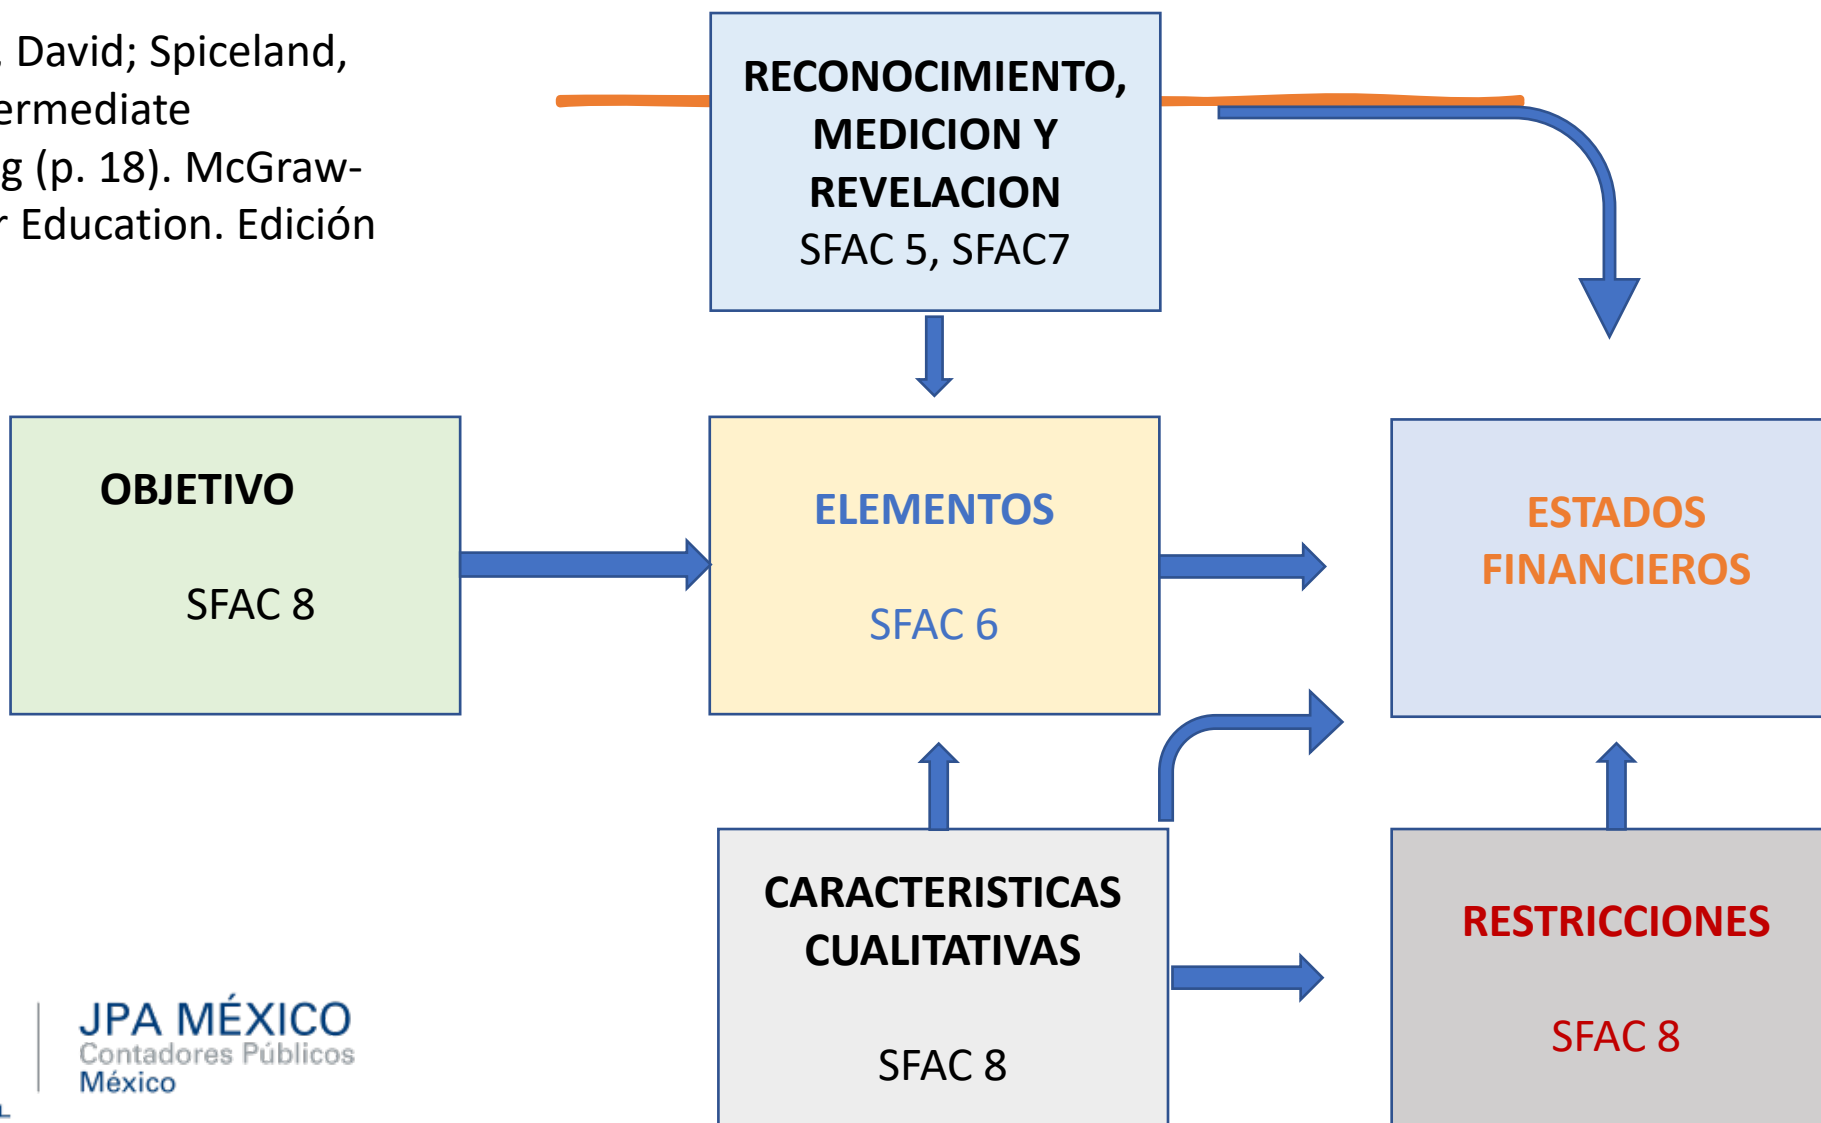 David; Spiceland,
ermediate
g (p. 18). McGraw-
r Education. Edición
RECONOCIMIENTO,
MEDICION Y
REVELACION
SFAC 5, SFAC7
OBJETIVO
SFAC 8
ELEMENTOS
SFAC 6
ESTADOS
FINANCIEROS
CARACTERISTICAS
CUALITATIVAS
SFAC 8
RESTRICCIONES
SFAC 8
JPA MÉXICO
Contadores Públicos
México